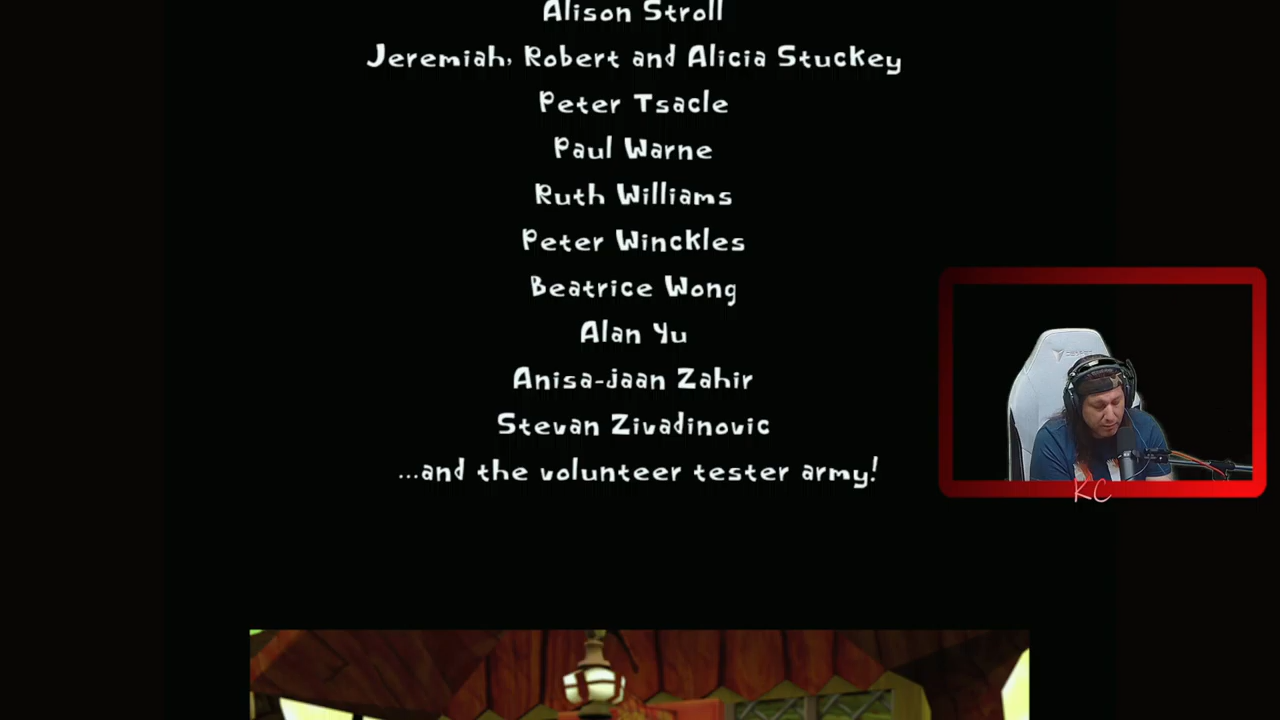 Alison Stroll
Jeremiah, Robert and Alicia Stuckey
Peter Tsacle
Paul Warne
Ruth Williams
Peter Winckles
Beatrice Wong
Alan Yu
Anisa-jaan Zahir
Stevan Zivadinovic
...and the volunteer tester army!
KC